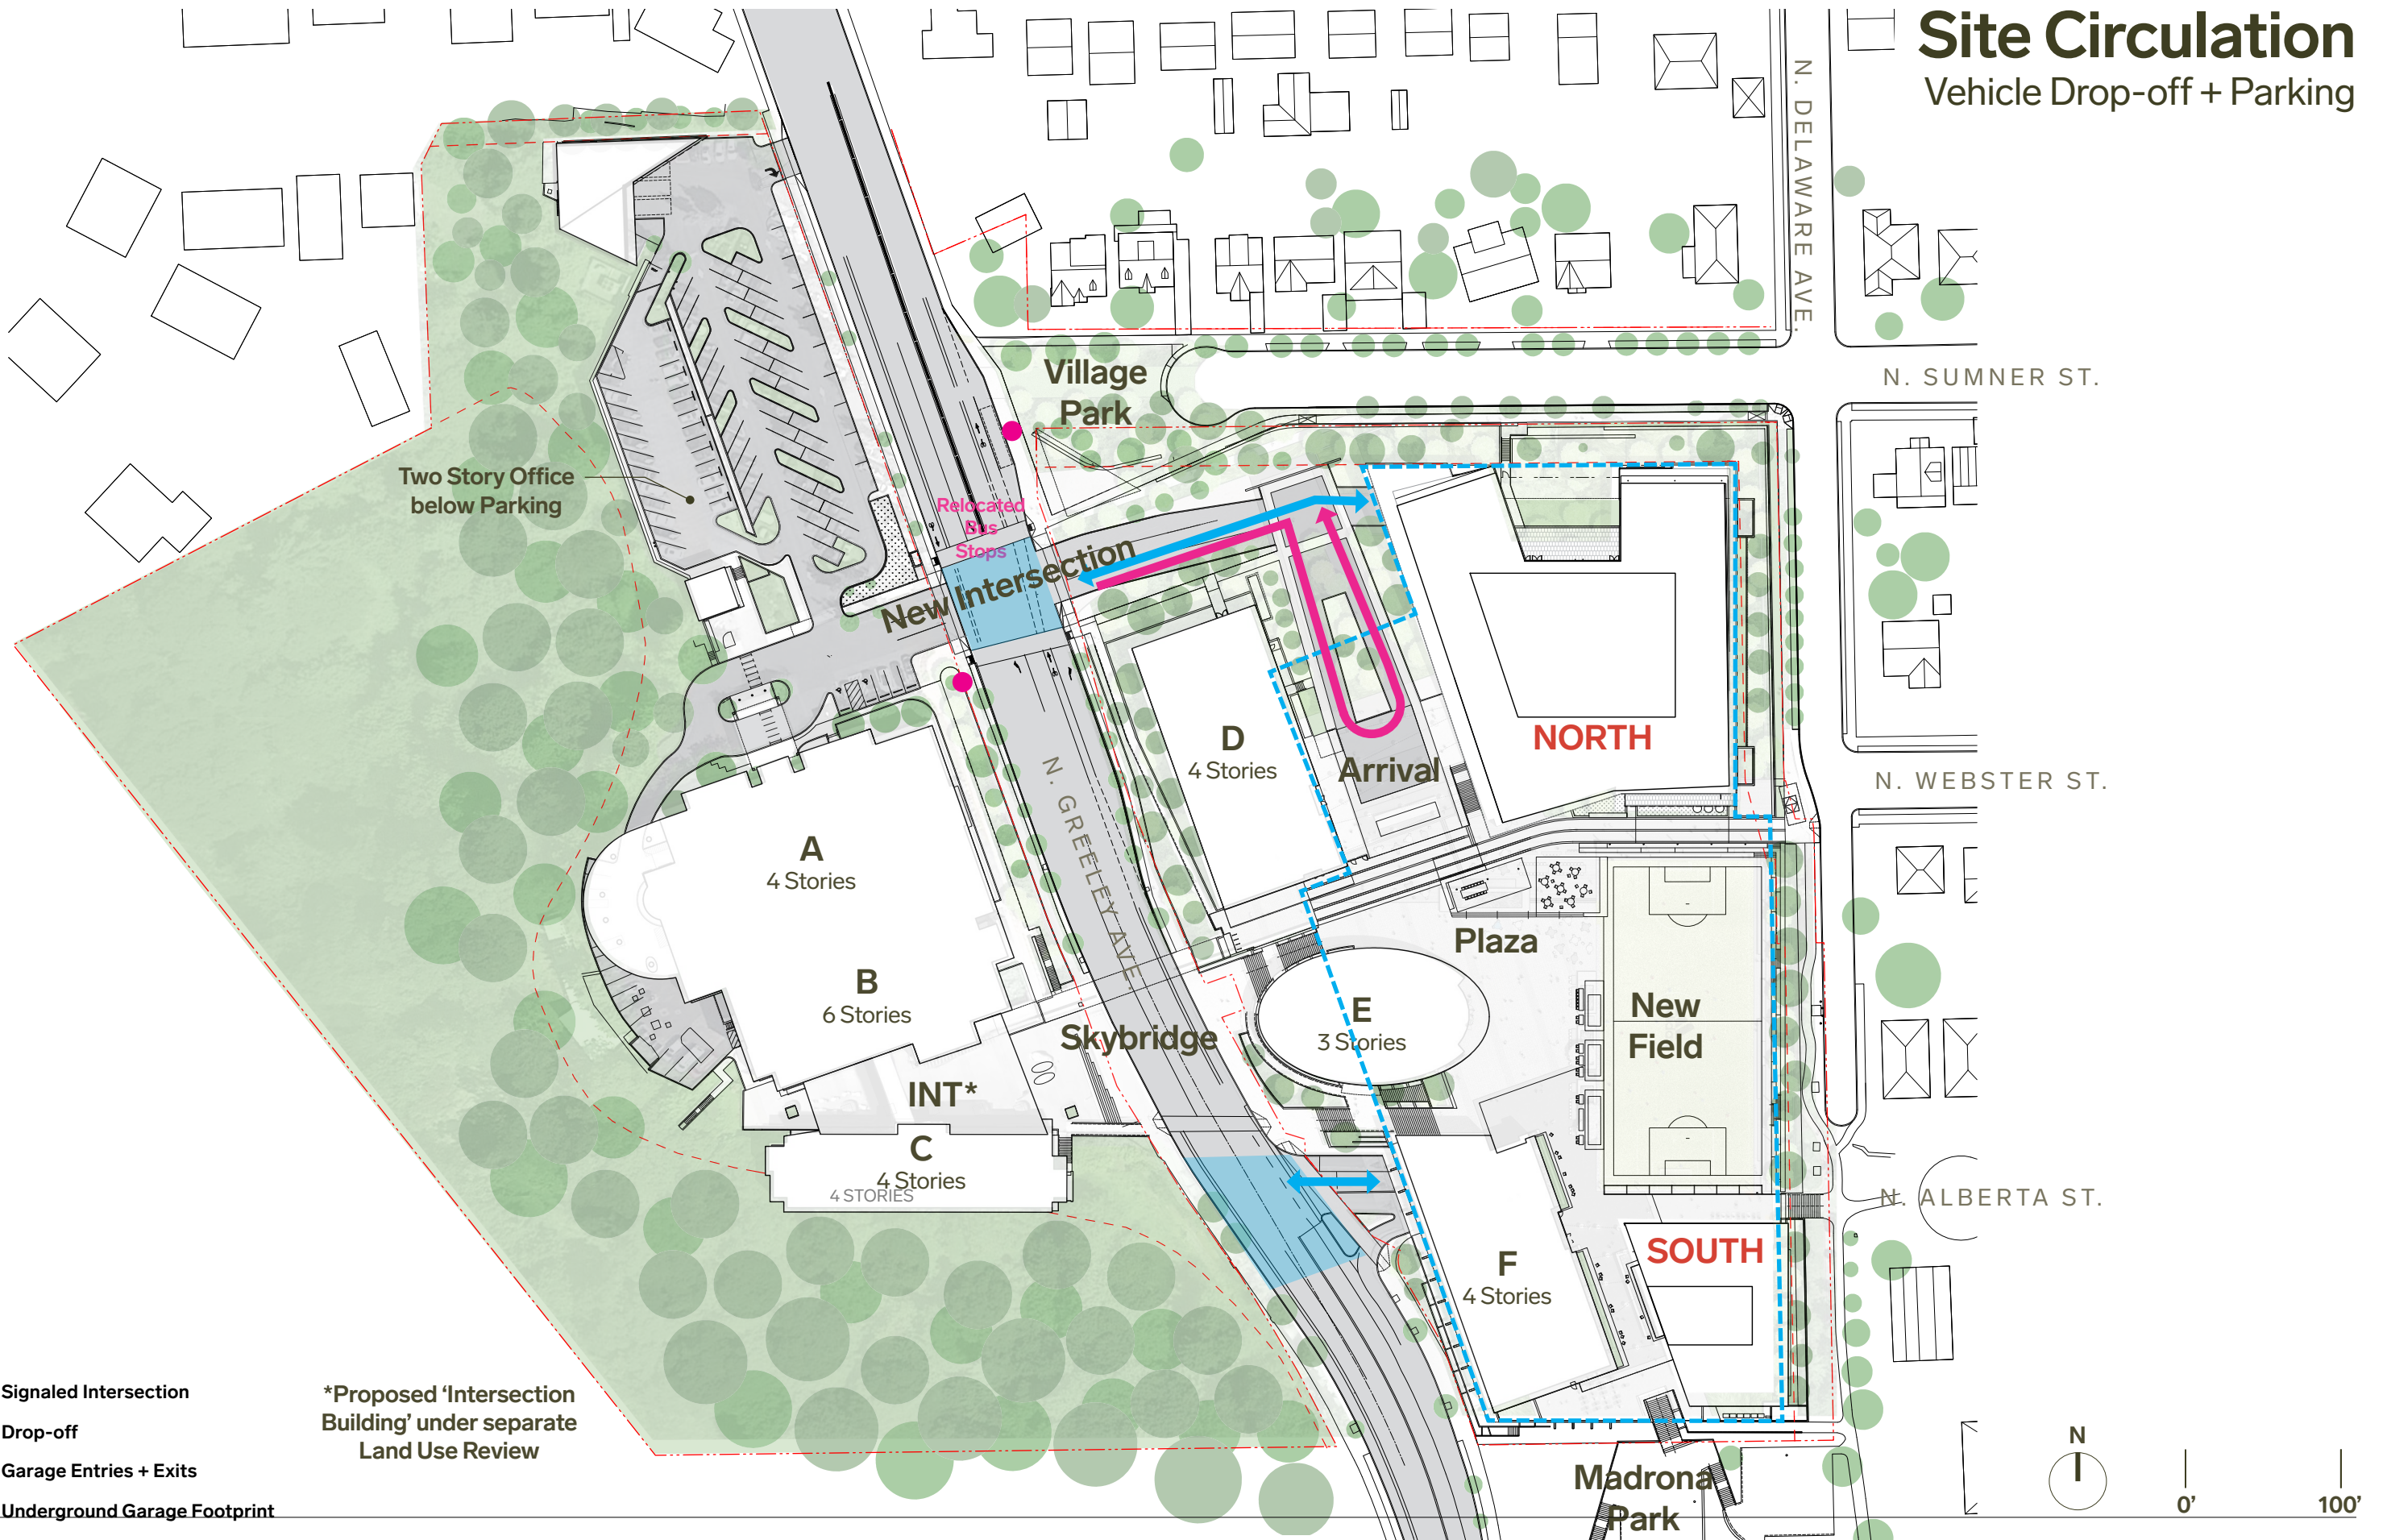 Site Circulation
Vehicle Drop-off + Parking
N. DELAWARE AVE.
N. SUMNER ST.
Village
Park
Two Story Office
below Parking
Relocated
Bus
Stops
New Intersection
D
4 Stories
NORTH
Arrival
N. WEBSTER ST.
N. GREELEY AVE.
A
4 Stories
Plaza
B
6 Stories
E
3 Stories
New
Field
Skybridge
INT*
C
4 Stories
4 STORIES
N. ALBERTA ST.
SOUTH
F
4 Stories
Signaled Intersection
Drop-off
Garage Entries + Exits
Underground Garage Footprint
*Proposed ‘Intersection
Building’ under separate
Land Use Review
Madrona
Park
N
0’
100’